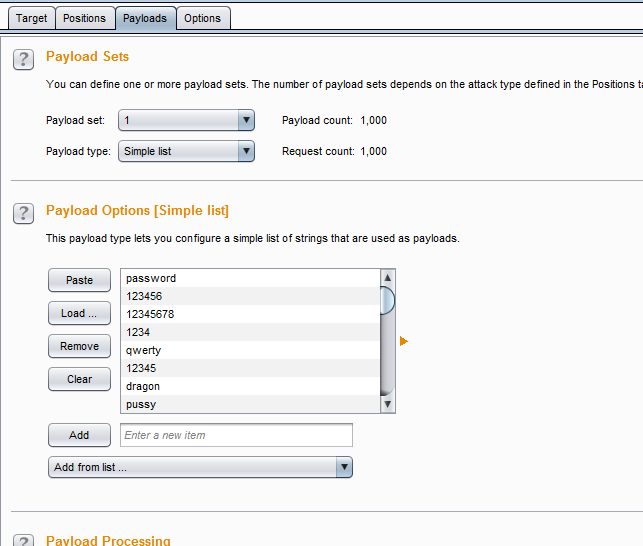 Target Positions Payloads Options
? Payload Sets
You can define one or more payload sets. The number of payload sets depends on the attack type defined in the Positions ta
Payload set: 1 Payload count: 1,000
Payload type: Simple list Request count: 1,000
? Payload Options [Simple list]
This payload type lets you configure a simple list of strings that are used as payloads.
Paste
Load ...
Remove
Clear
password
123456
12345678
1234
qwerty
12345
dragon
pussy
Add Enter a new item
Add from list ...
? Payload Processing